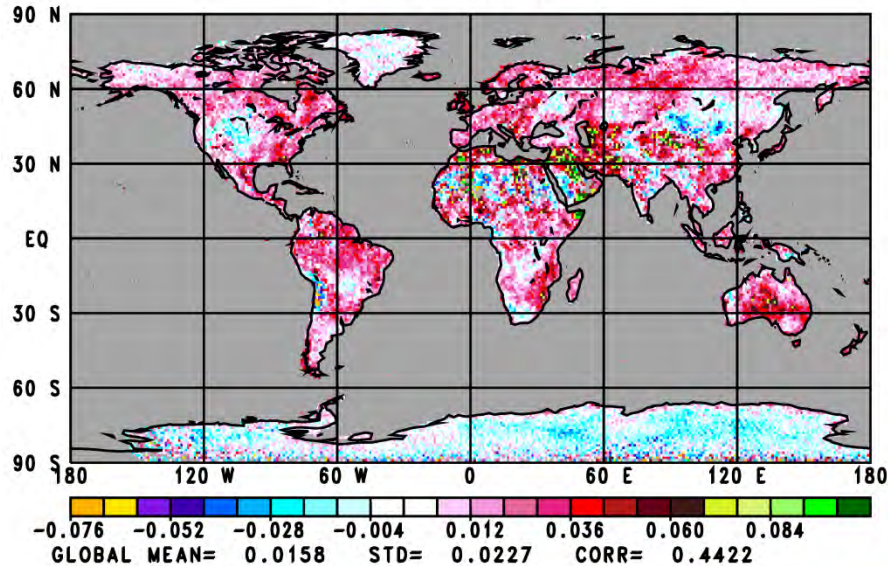 90 N
60 N
30 N
EQ
30 S
60 S
90 S
180 120 W 60 W 0 60 E 120 E 180
-0.076 -0.052 -0.028 -0.004 0.012 0.036 0.060 0.084
GLOBAL MEAN= 0.0158 STD= 0.0227 CORR= 0.4422